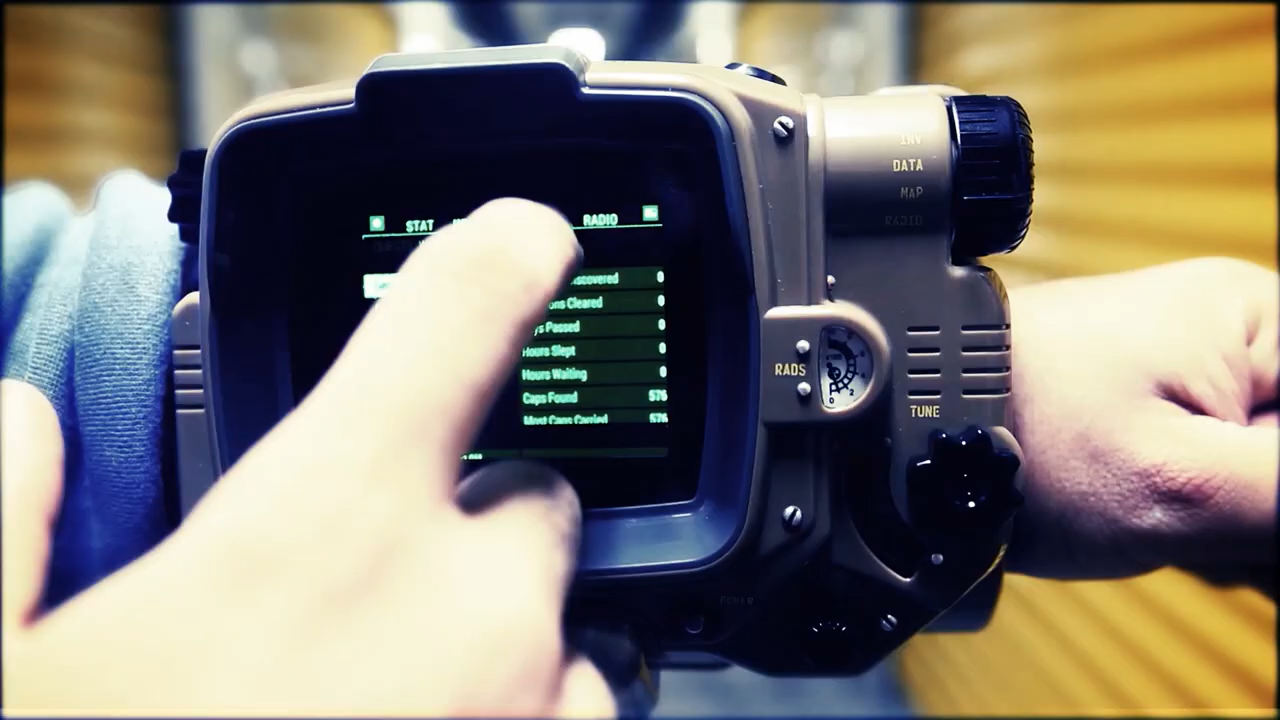 STAT
RADIO
iscovered 0
ons Cleared 0
ys Passed 0
Hours Slept 0
Hours Waiting 0
Caps Found 576
Most Caps Carried 576
INV
DATA
MAP
RADIO
RADS
TUNE